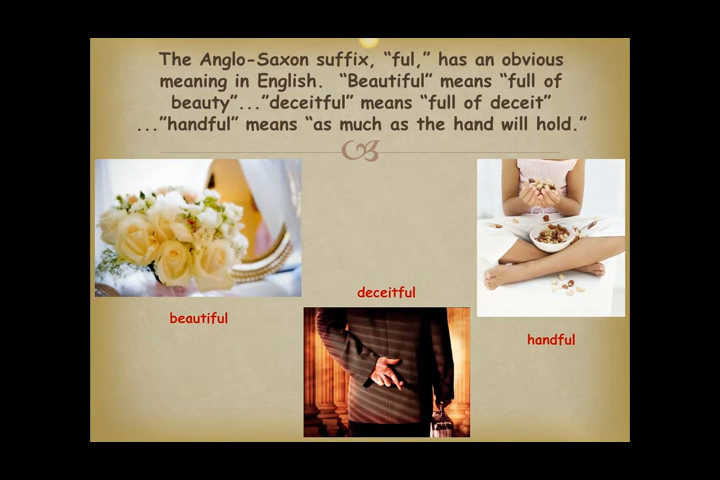 The Anglo-Saxon suffix, “ful,” has an obvious
meaning in English. “Beautiful” means “full of
beauty”...”deceitful” means “full of deceit”
...”handful” means “as much as the hand will hold.”
deceitful
beautiful
handful